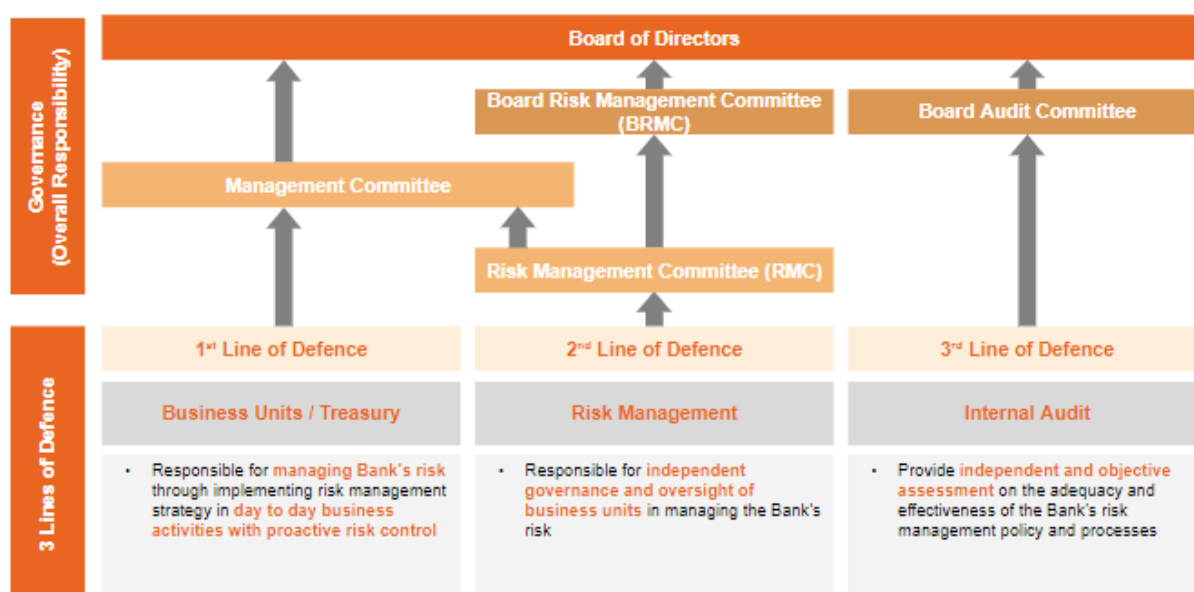 Governance
(Overall Responsibility)
Board of Directors
Board Risk Management Committee
(BRMC)
Board Audit Committee
Management Committee
Risk Management Committee (RMC)
3 Lines of Defence
1st Line of Defence
2nd Line of Defence
3rd Line of Defence
Business Units / Treasury
Risk Management
Internal Audit
• Responsible for managing Bank's risk
through implementing risk management
strategy in day to day business
activities with proactive risk control
• Responsible for independent
governance and oversight of
business units in managing the Bank's
risk
• Provide independent and objective
assessment on the adequacy and
effectiveness of the Bank's risk
management policy and processes